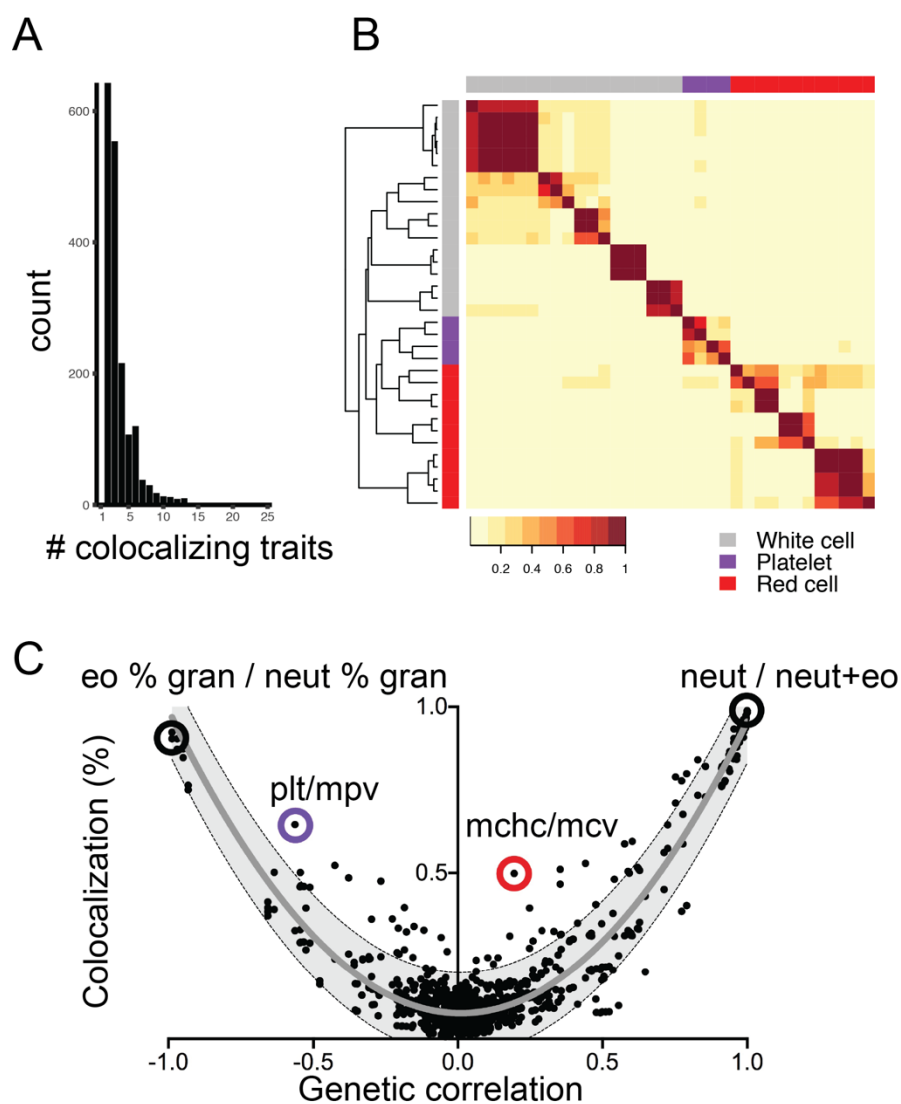 A
B
600
400
200
0
count
1 5 10 15 20 25
# colocalizing traits
0.2 0.4 0.6 0.8 1
White cell
Platelet
Red cell
C
eo % gran / neut % gran
neut / neut+eo
1.0
plt/mpv
mchc/mcv
0.5
Colocalization (%)
-1.0 -0.5 0.0 0.5 1.0
Genetic correlation